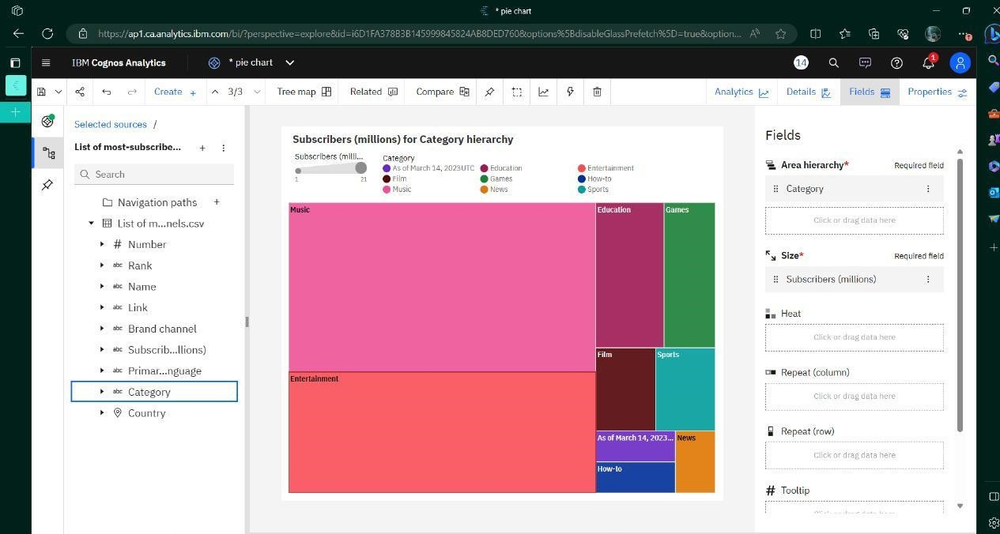 * pie chart
https://ap1.ca.analytics.ibm.com/bi/?perspective=explore&id=i6D1FA378B3B145999845824AB8DED760&options%5BdisableGlassPrefetch%5D=true&option...
IBM Cognos Analytics
* pie chart
14
1
Create +
3/3
Tree map
Related
Compare
Analytics
Details
Fields
Properties
Selected sources /
List of most-subscribe...
Search
Navigation paths
List of m...nels.csv
# Number
abc Rank
abc Name
abc Link
abc Brand channel
abc Subscrib...llions)
abc Primar...nguage
abc Category
Country
Subscribers (millions) for Category hierarchy
Subscribers (milli...
1 21
Category
As of March 14, 2023UTC Education Entertainment
Film Games How-to
Music News Sports
Music
Education
Games
Entertainment
Film
Sports
As of March 14, 2023...
News
How-to
Fields
Area hierarchy* Required field
Category
Click or drag data here
Size* Required field
Subscribers (millions)
Heat
Click or drag data here
Repeat (column)
Click or drag data here
Repeat (row)
Click or drag data here
# Tooltip